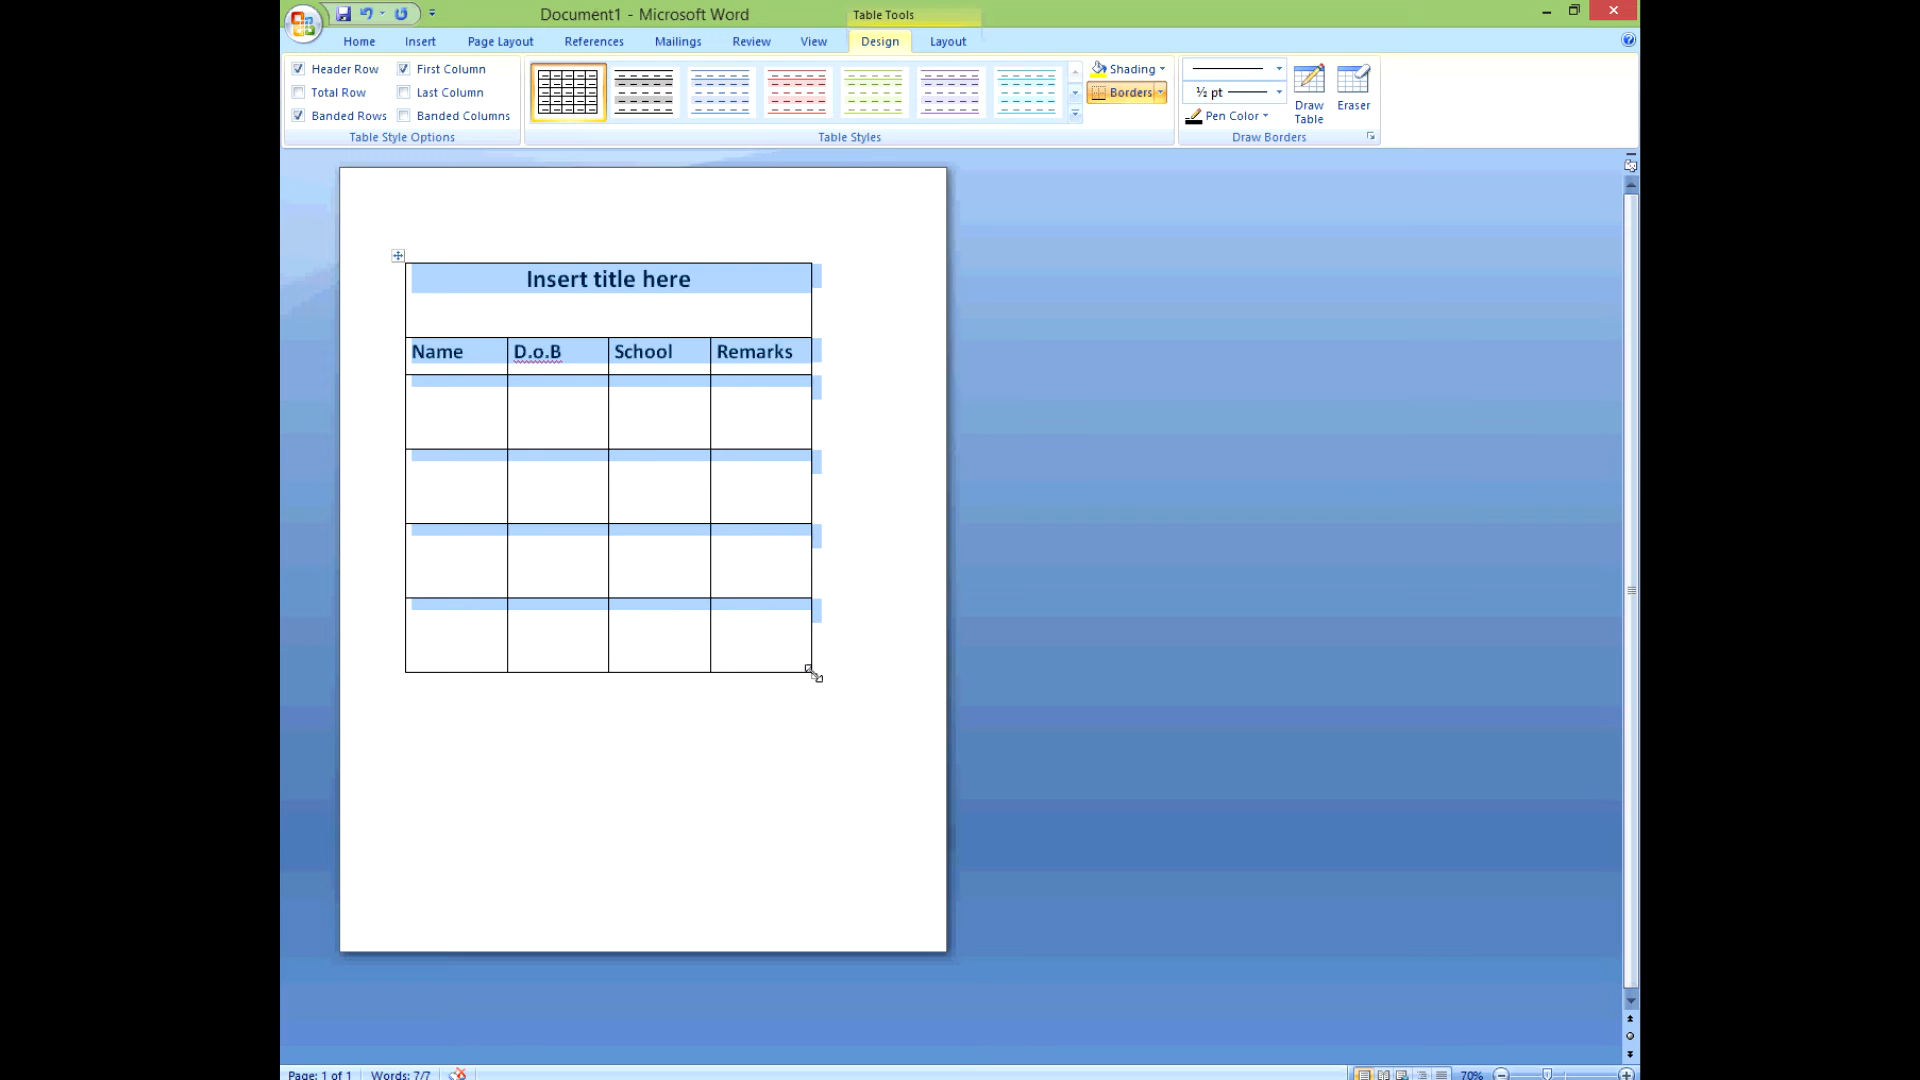 Document1 - Microsoft Word
Table Tools
Home Insert Page Layout References Mailings Review View Design Layout
Header Row First Column
Total Row Last Column
Banded Rows Banded Columns
Table Style Options
Table Styles
Shading
Borders
½ pt
Pen Color
Draw Table
Eraser
Draw Borders
Insert title here
Name D.o.B School Remarks
Page: 1 of 1 Words: 7/7 70%